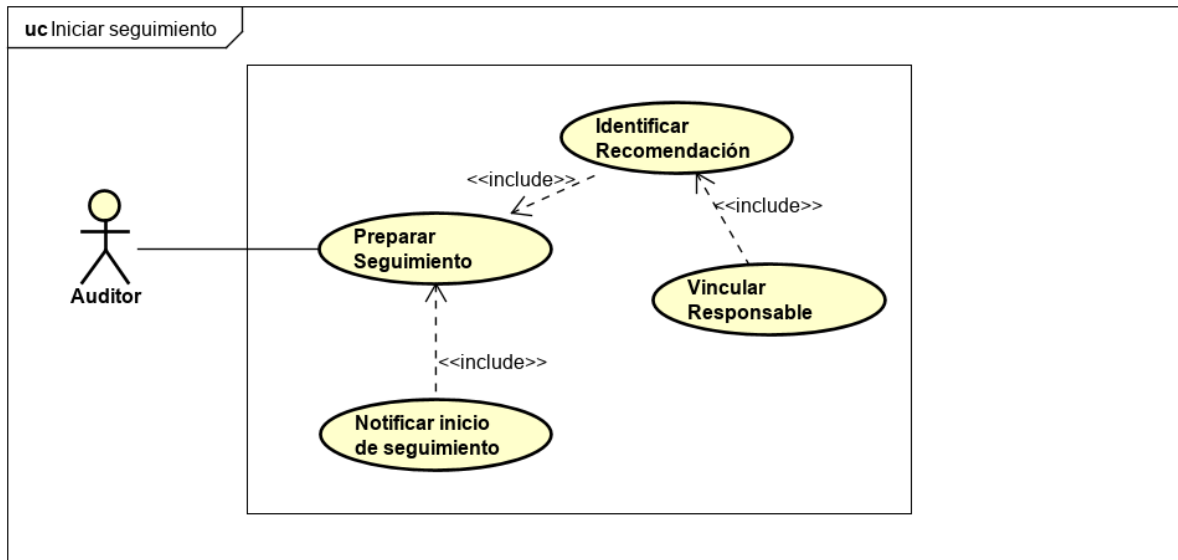 uc Iniciar seguimiento
Identificar
Recomendación
<<include>>
<<include>>
Preparar
Seguimiento
Auditor
Vincular
Responsable
<<include>>
Notificar inicio
de seguimiento